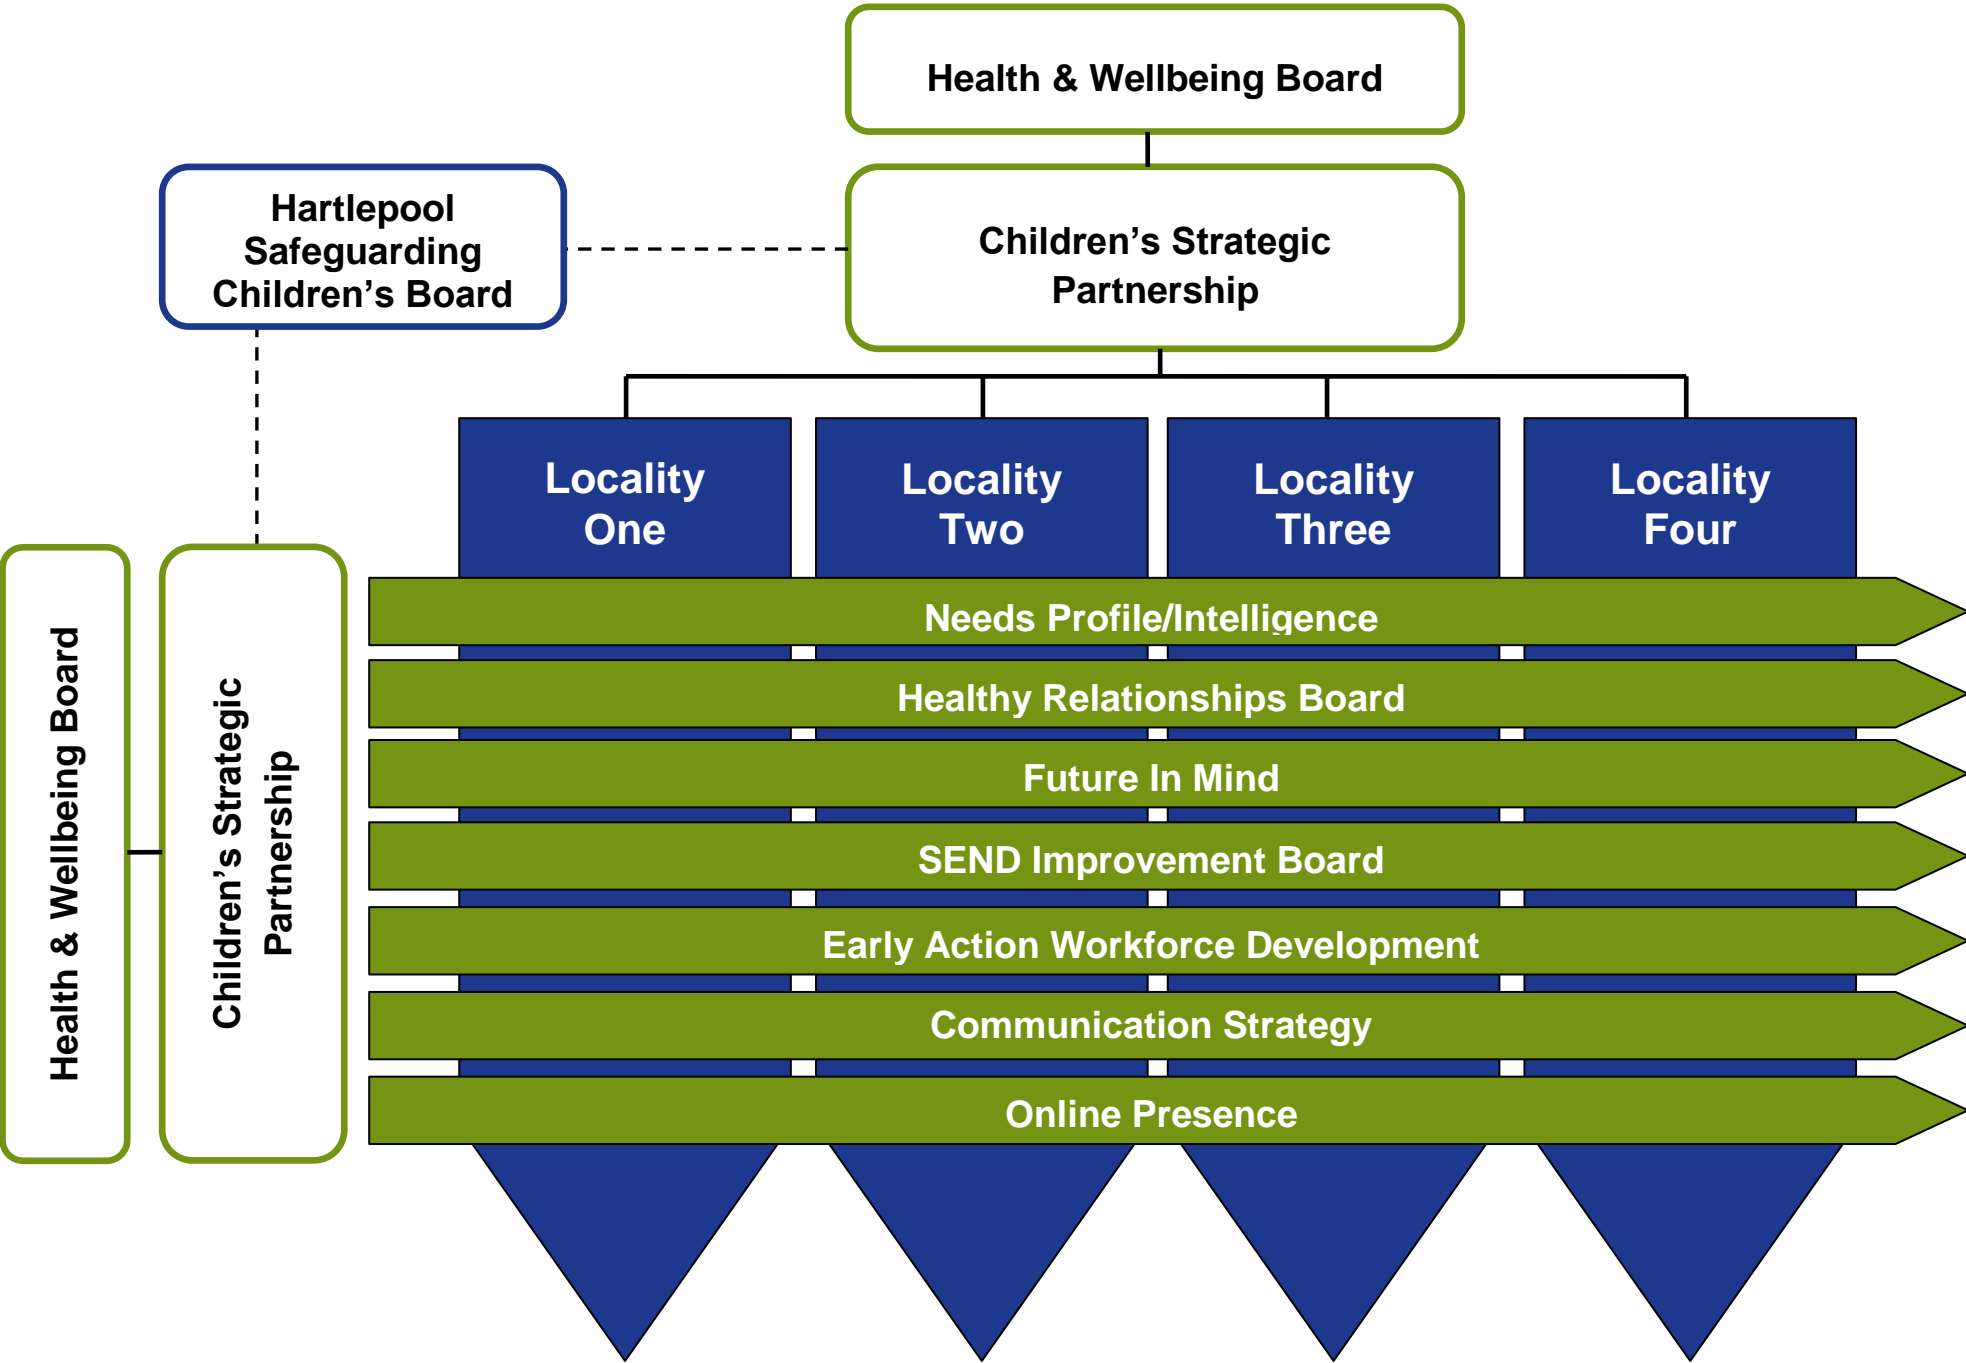 Health & Wellbeing Board
Hartlepool
Safeguarding
Children’s Board
Children’s Strategic
Partnership
Locality
One
Locality
Two
Locality
Three
Locality
Four
Health & Wellbeing Board
Children’s Strategic
Partnership
Needs Profile/Intelligence
Healthy Relationships Board
Future In Mind
SEND Improvement Board
Early Action Workforce Development
Communication Strategy
Online Presence